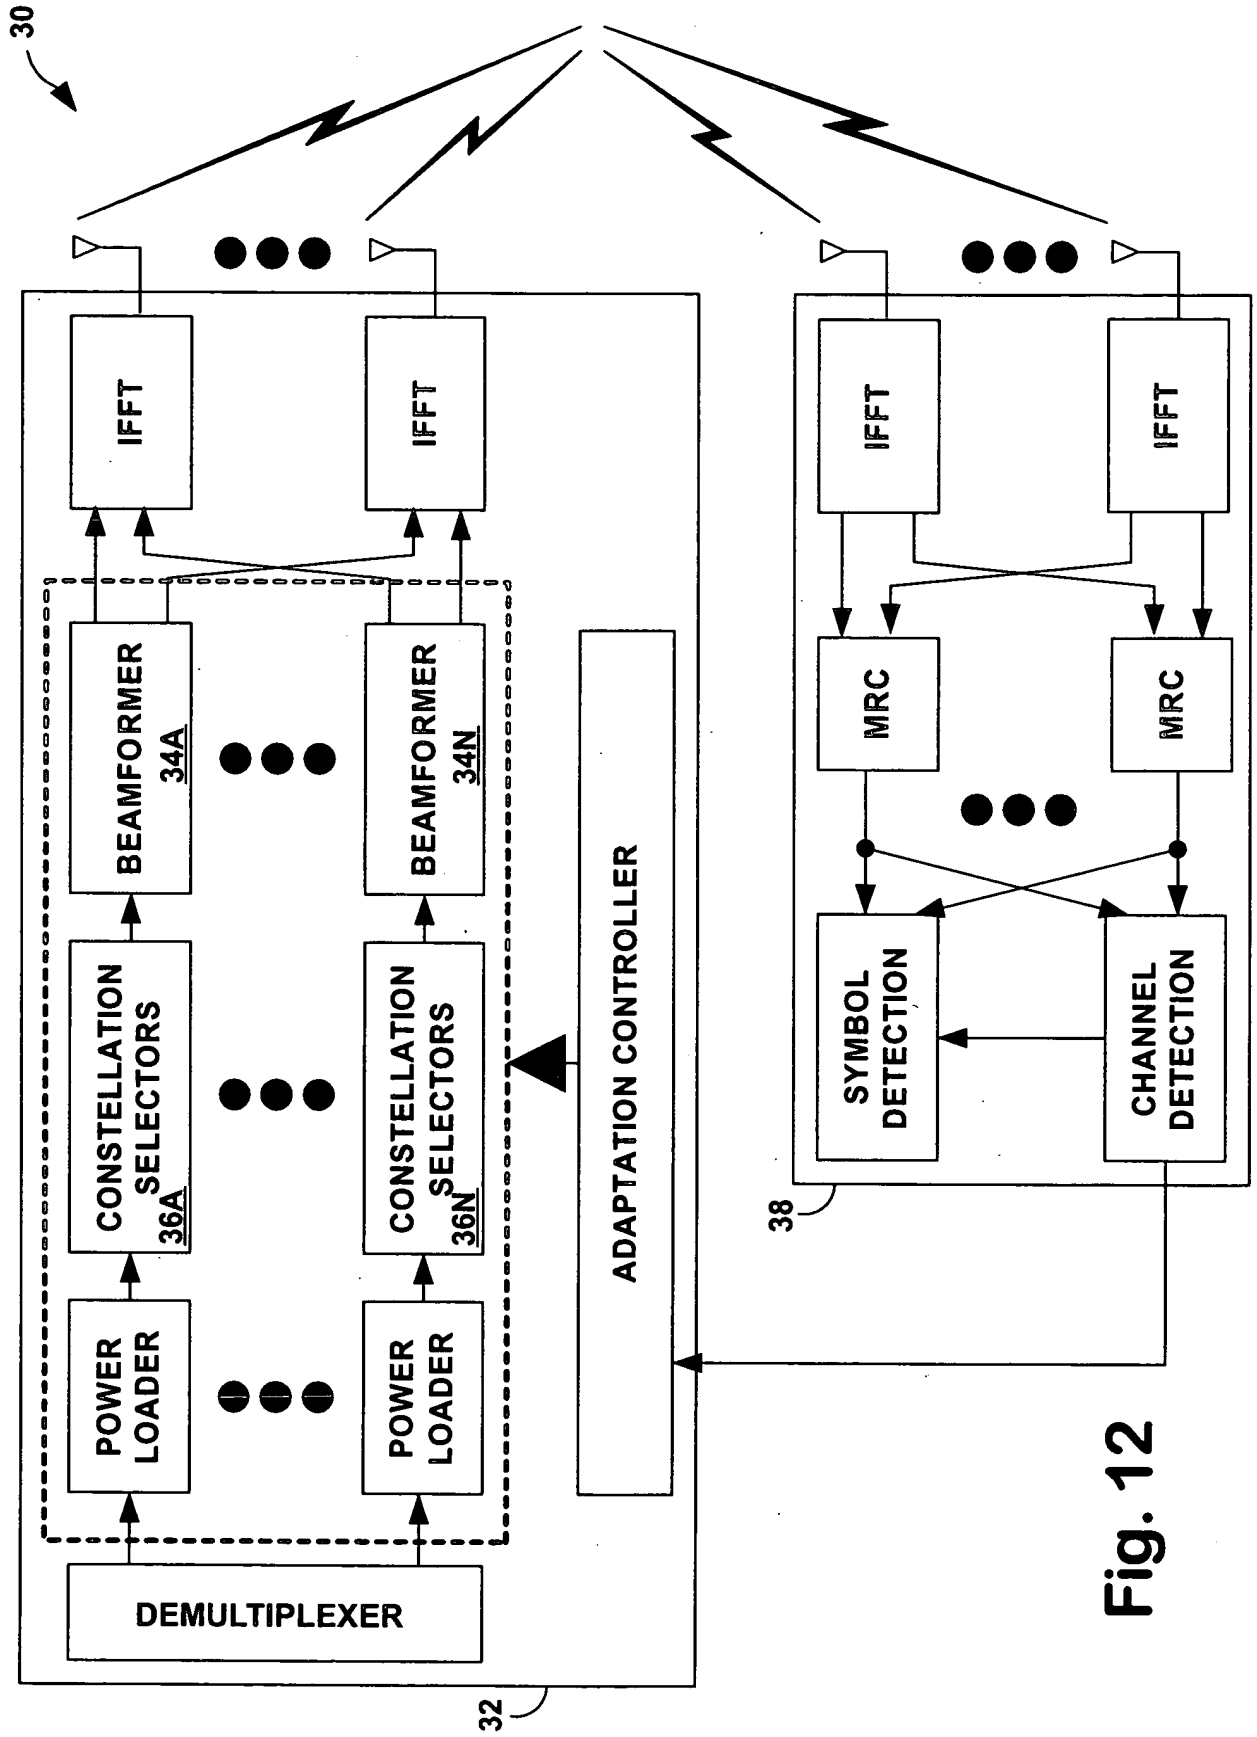 30
DEMULTIPLEXER
POWER
LOADER
CONSTELLATION
SELECTORS
36A
BEAMFORMER
34A
IFFT
POWER
LOADER
CONSTELLATION
SELECTORS
36N
BEAMFORMER
34N
IFFT
ADAPTATION CONTROLLER
32
38
SYMBOL
DETECTION
MRC
IFFT
CHANNEL
DETECTION
MRC
IFFT
Fig. 12